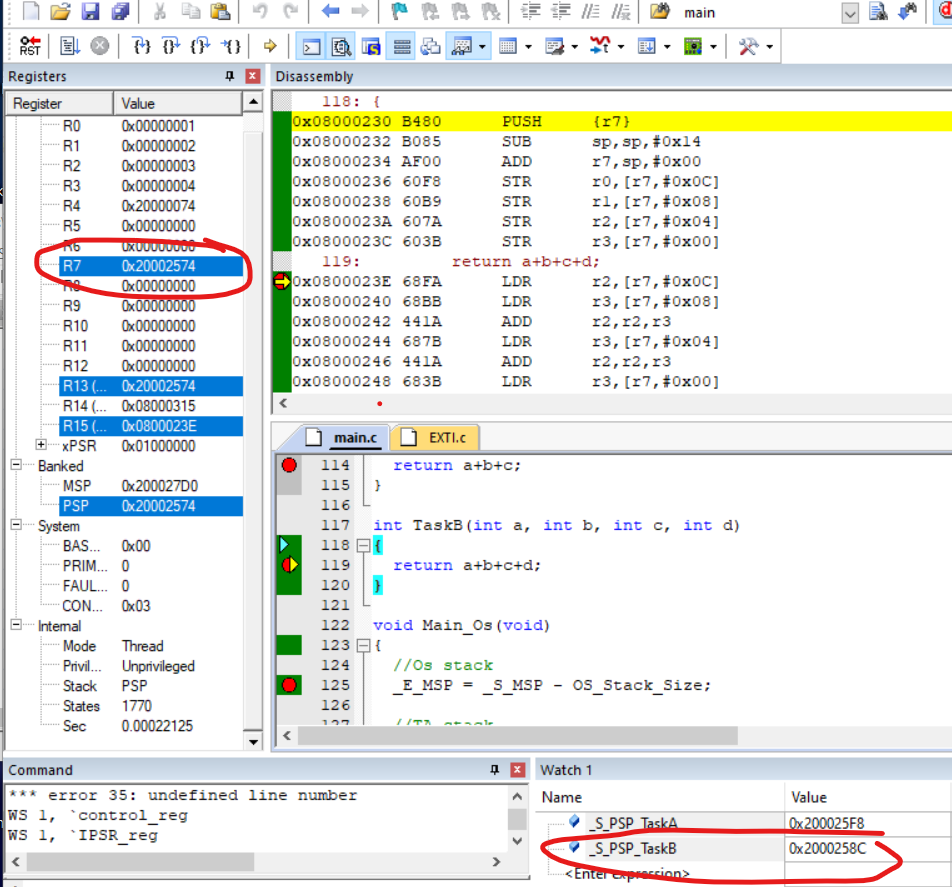 RST
main
Registers
Register Value
R0 0x00000001
R1 0x00000002
R2 0x00000003
R3 0x00000004
R4 0x20000074
R5 0x00000000
R6 0x00000000
R7 0x20002574
R8 0x00000000
R9 0x00000000
R10 0x00000000
R11 0x00000000
R12 0x00000000
R13 (... 0x20002574
R14 (... 0x08000315
R15 (... 0x0800023E
xPSR 0x01000000
Banked
MSP 0x200027D0
PSP 0x20002574
System
BAS... 0x00
PRIM... 0
FAUL... 0
CON... 0x03
Internal
Mode Thread
Privil... Unprivileged
Stack PSP
States 1770
Sec 0.00022125
Disassembly
118: {
0x08000230 B480 PUSH {r7}
0x08000232 B085 SUB sp,sp,#0x14
0x08000234 AF00 ADD r7,sp,#0x00
0x08000236 60F8 STR r0,[r7,#0x0C]
0x08000238 60B9 STR r1,[r7,#0x08]
0x0800023A 607A STR r2,[r7,#0x04]
0x0800023C 603B STR r3,[r7,#0x00]
119: return a+b+c+d;
0x0800023E 68FA LDR r2,[r7,#0x0C]
0x08000240 68BB LDR r3,[r7,#0x08]
0x08000242 441A ADD r2,r2,r3
0x08000244 687B LDR r3,[r7,#0x04]
0x08000246 441A ADD r2,r2,r3
0x08000248 683B LDR r3,[r7,#0x00]
main.c EXTI.c
114 return a+b+c;
115 }
116
117 int TaskB(int a, int b, int c, int d)
118 {
119 return a+b+c+d;
120 }
121
122 void Main_Os(void)
123 {
124 //Os stack
125 _E_MSP = _S_MSP - OS_Stack_Size;
126
127 //TA stack
Command
*** error 35: undefined line number
WS 1, `control_reg
WS 1, `IPSR_reg
Watch 1
Name Value
_S_PSP_TaskA 0x200025F8
_S_PSP_TaskB 0x2000258C
<Enter expression>